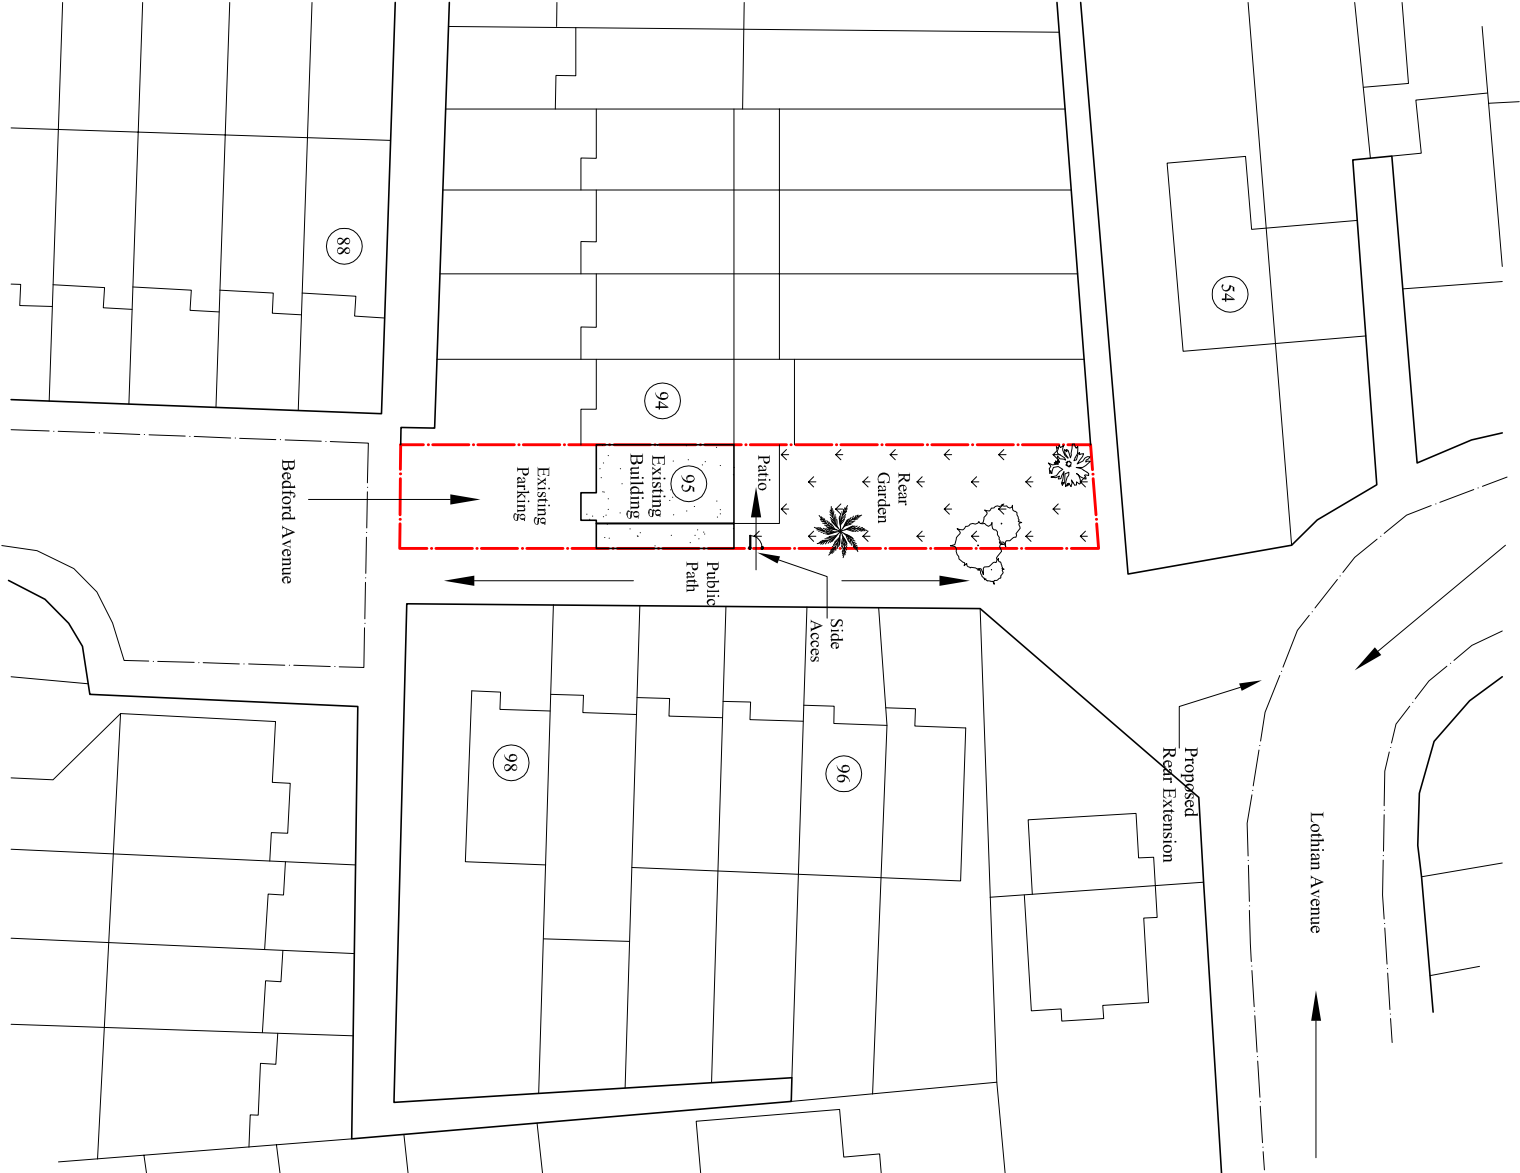 88
54
94
95
Existing
Building
Patio
Rear
Garden
Existing
Parking
Bedford Avenue
Public
Path
Side
Acces
98
96
Proposed
Rear Extension
Lothian Avenue